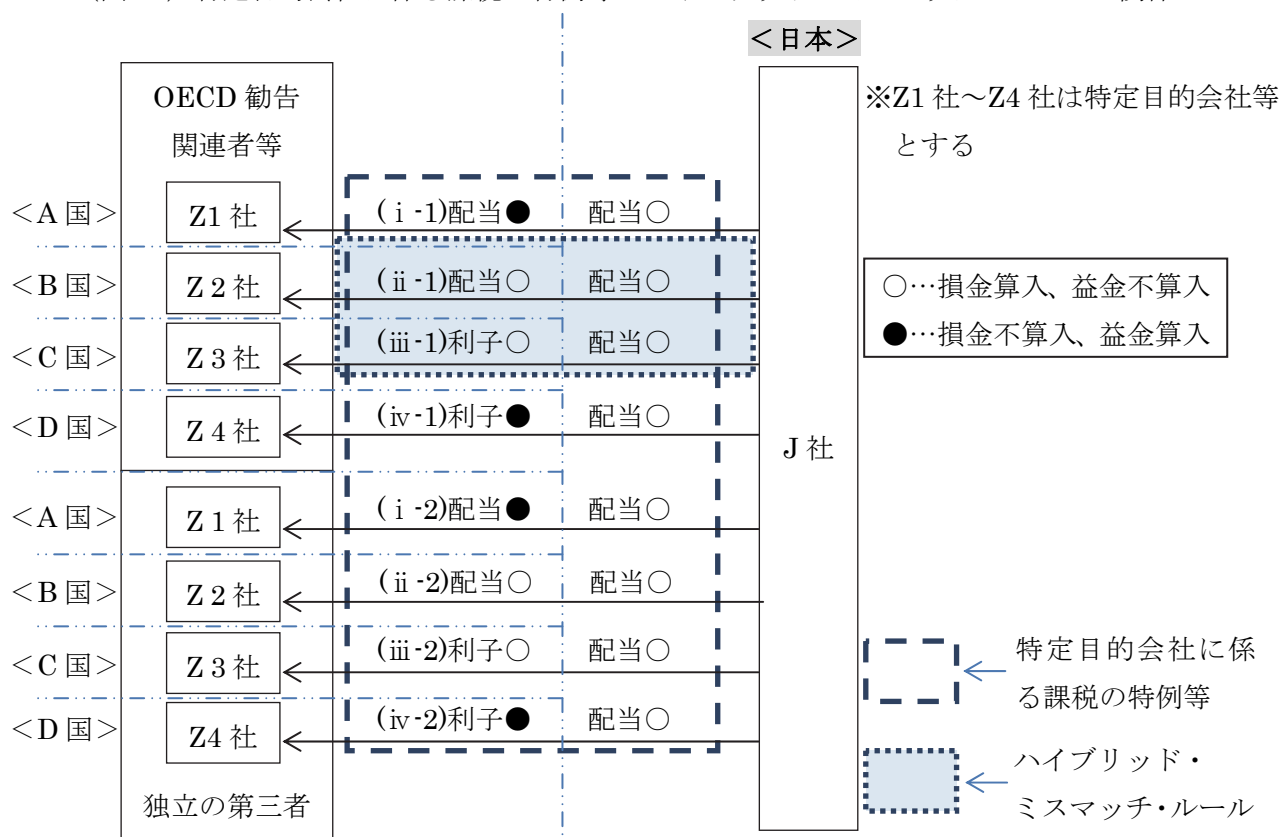 ＜日本＞
OECD 勧告
関連者等
※Z1 社～Z4 社は特定目的会社等
とする
＜A 国＞ Z1 社 (ⅰ-1)配当● 配当○
＜B 国＞ Z 2 社 (ⅱ-1)配当○ 配当○
＜C 国＞ Z 3 社 (ⅲ-1)利子○ 配当○
＜D 国＞ Z 4 社 (ⅳ-1)利子● 配当○
○…損金算入、益金不算入
●…損金不算入、益金算入
J 社
＜A 国＞ Z 1 社 (ⅰ-2)配当● 配当○
＜B 国＞ Z 2 社 (ⅱ-2)配当○ 配当○
＜C 国＞ Z 3 社 (ⅲ-2)利子○ 配当○
＜D 国＞ Z4 社 (ⅳ-2)利子● 配当○
独立の第三者
特定目的会社に係
る課税の特例等
ハイブリッド・
ミスマッチ・ルール